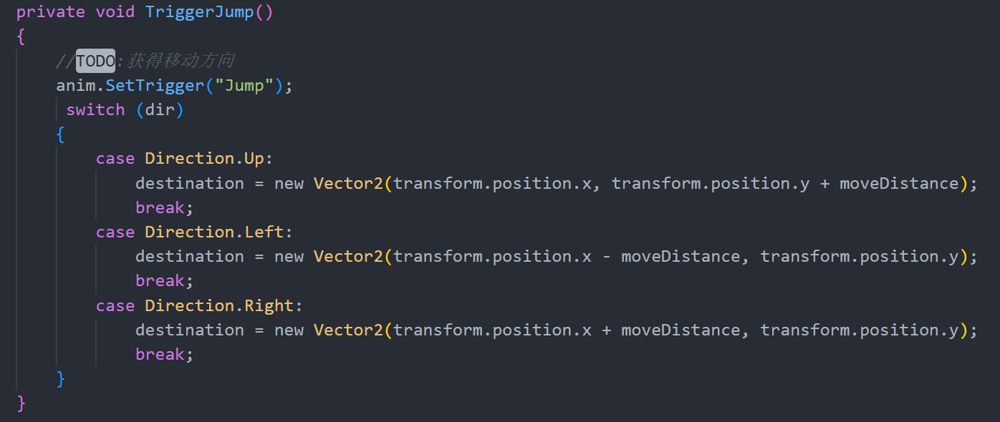 private void TriggerJump()
{
    //TODO:获得移动方向
    anim.SetTrigger("Jump");
     switch (dir)
    {
        case Direction.Up:
            destination = new Vector2(transform.position.x, transform.position.y + moveDistance);
            break;
        case Direction.Left:
            destination = new Vector2(transform.position.x - moveDistance, transform.position.y);
            break;
        case Direction.Right:
            destination = new Vector2(transform.position.x + moveDistance, transform.position.y);
            break;
    }
}